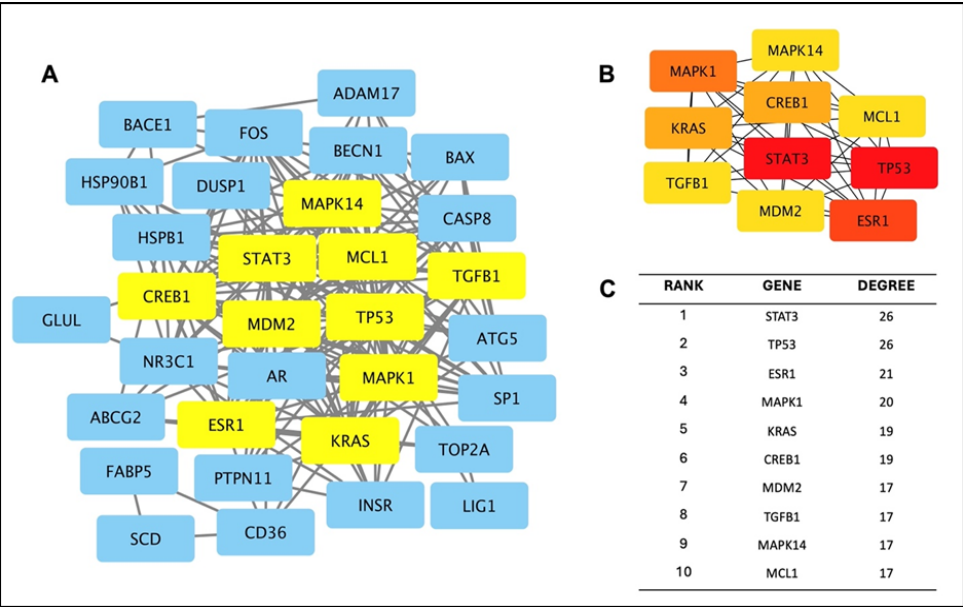 A
ADAM17
BACE1
FOS
BECN1
BAX
HSP90B1
DUSP1
MAPK14
CASP8
HSPB1
STAT3
MCL1
TGFB1
CREB1
GLUL
MDM2
TP53
ATG5
NR3C1
AR
MAPK1
SP1
ABCG2
ESR1
KRAS
TOP2A
FABP5
PTPN11
INSR
LIG1
SCD
CD36
B
MAPK14
MAPK1
CREB1
MCL1
KRAS
STAT3
TP53
TGFB1
MDM2
ESR1
C
RANK GENE DEGREE
1 STAT3 26
2 TP53 26
3 ESR1 21
4 MAPK1 20
5 KRAS 19
6 CREB1 19
7 MDM2 17
8 TGFB1 17
9 MAPK14 17
10 MCL1 17